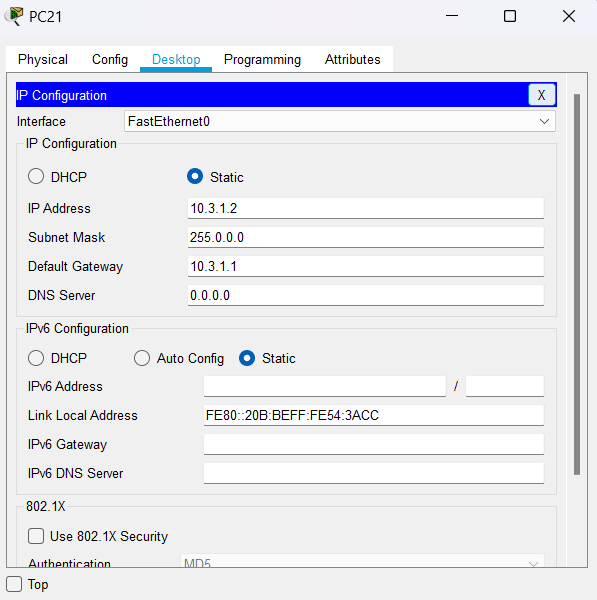 PC21
Physical Config Desktop Programming Attributes
IP Configuration X
Interface FastEthernet0
IP Configuration
DHCP Static
IP Address 10.3.1.2
Subnet Mask 255.0.0.0
Default Gateway 10.3.1.1
DNS Server 0.0.0.0
IPv6 Configuration
DHCP Auto Config Static
IPv6 Address /
Link Local Address FE80::20B:BEFF:FE54:3ACC
IPv6 Gateway
IPv6 DNS Server
802.1X
Use 802.1X Security
Authentication MD5
Top